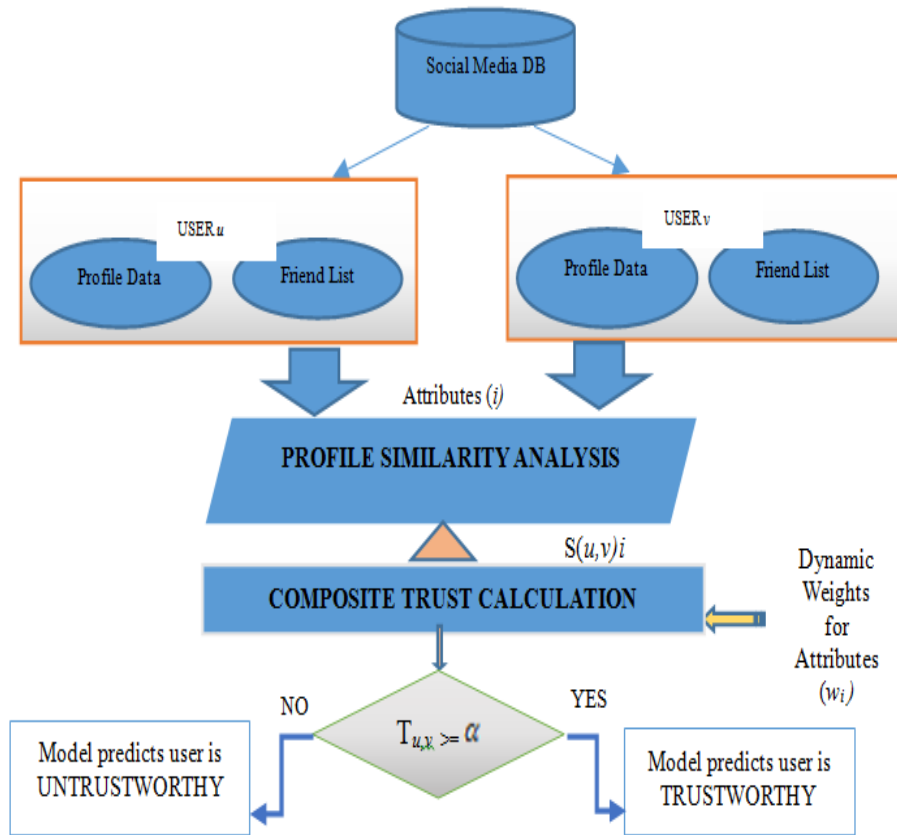 Social Media DB
USER u
Profile Data
Friend List
USER v
Profile Data
Friend List
Attributes (i)
PROFILE SIMILARITY ANALYSIS
S(u,v)i
COMPOSITE TRUST CALCULATION
Dynamic
Weights
for
Attributes
(wi)
NO
YES
Tu,v >= α
Model predicts user is
UNTRUSTWORTHY
Model predicts user is
TRUSTWORTHY